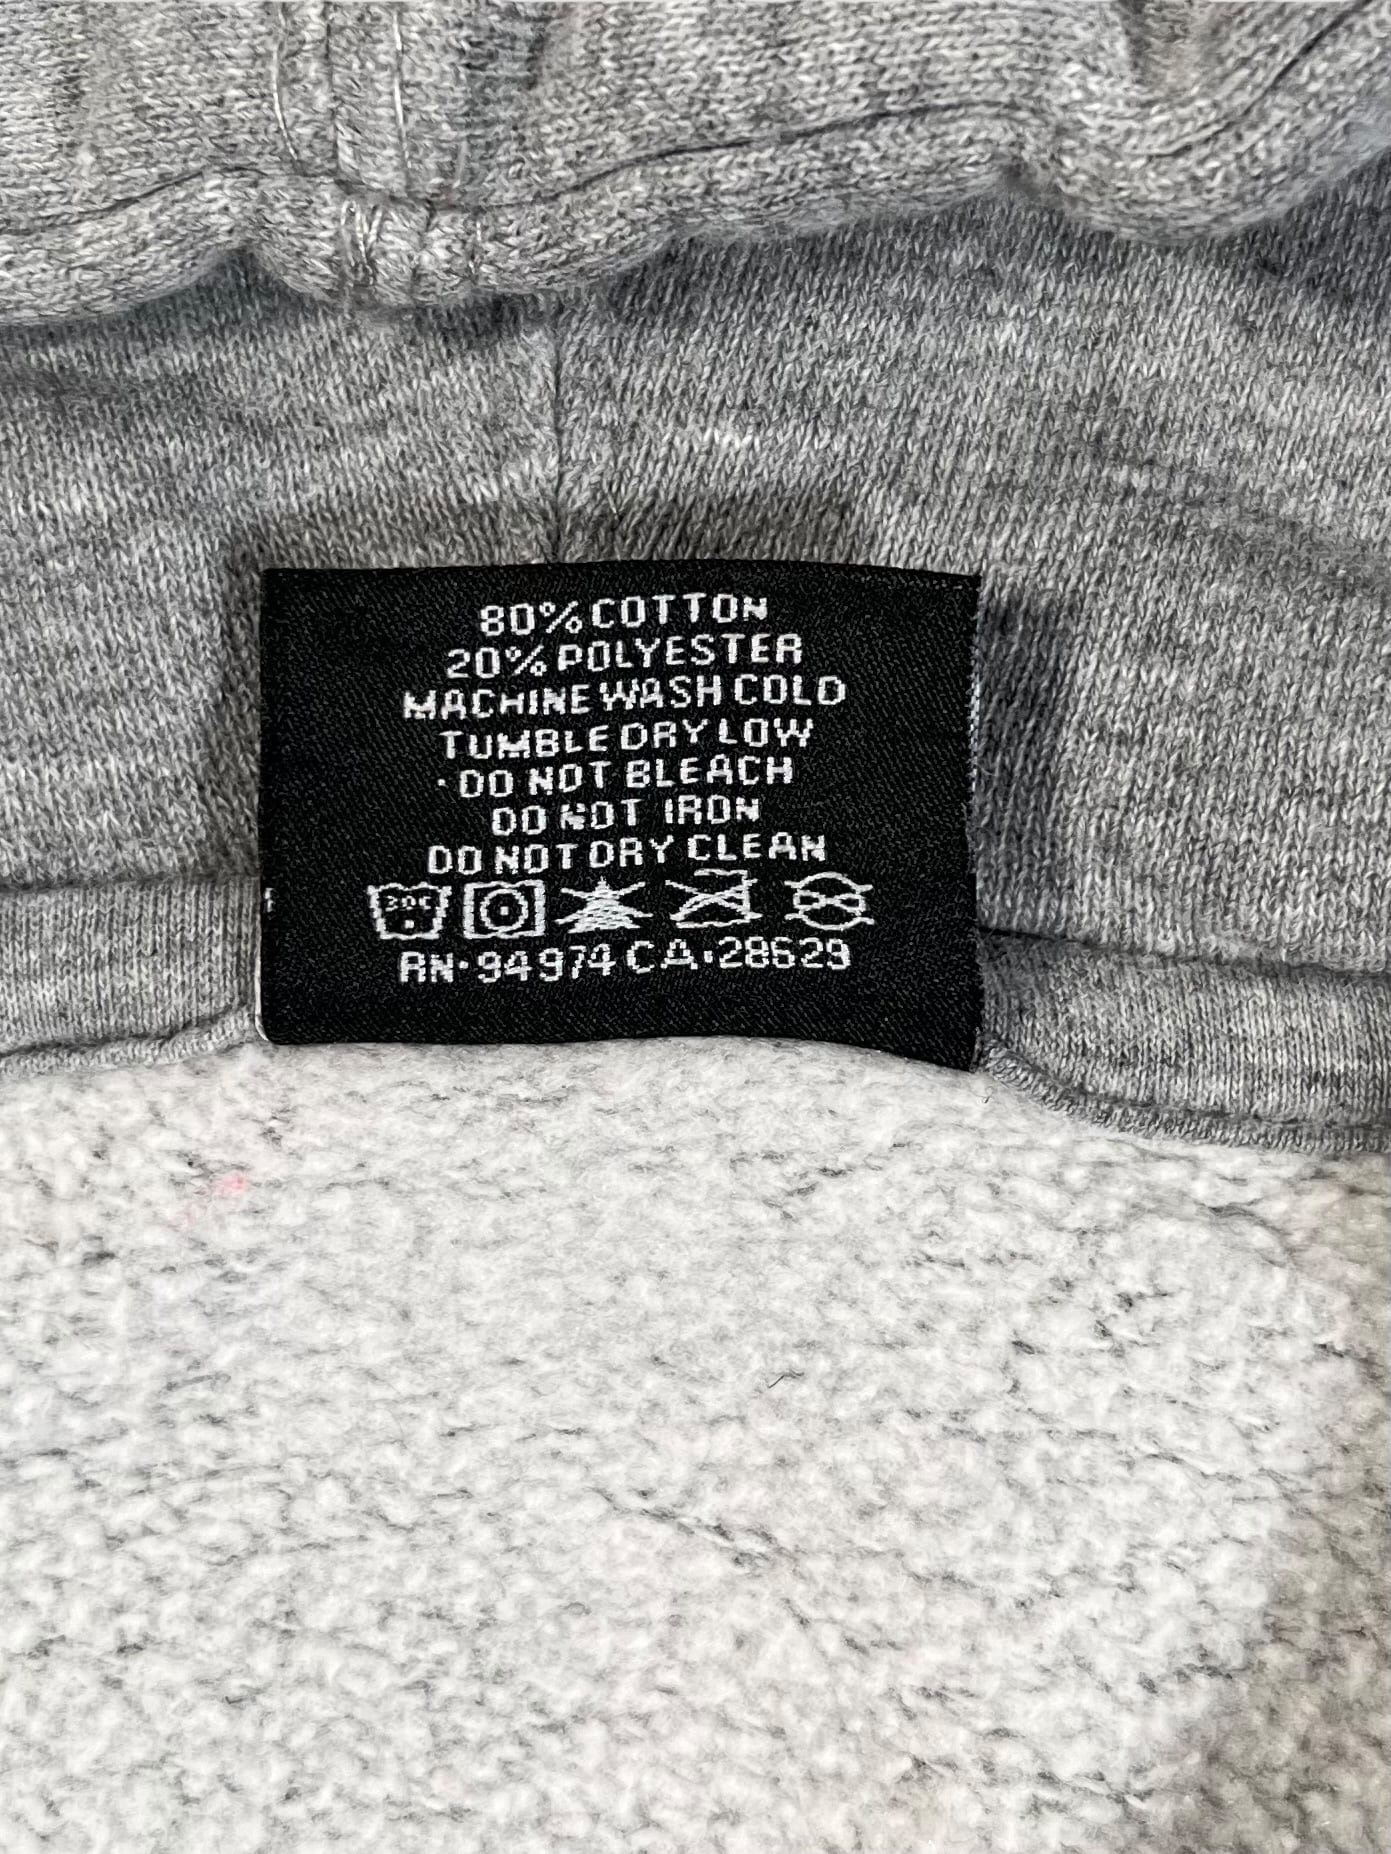 80% COTTON
20% POLYESTER
MACHINE WASH COLD
TUMBLE DRY LOW
DO NOT BLEACH
DO NOT IRON
DO NOT DRY CLEAN
30C
RN·94974 CA·28629